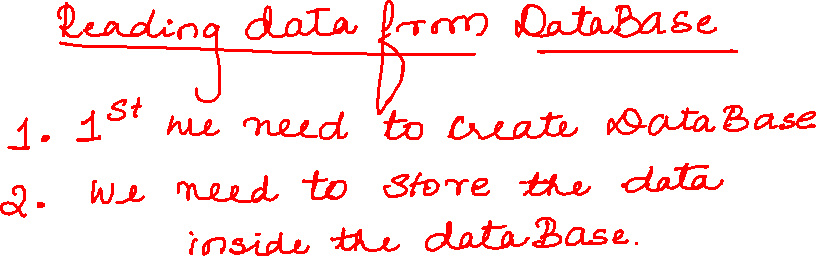 Reading data from DataBase
1. 1st we need to create DataBase
2. We need to store the data
inside the dataBase.